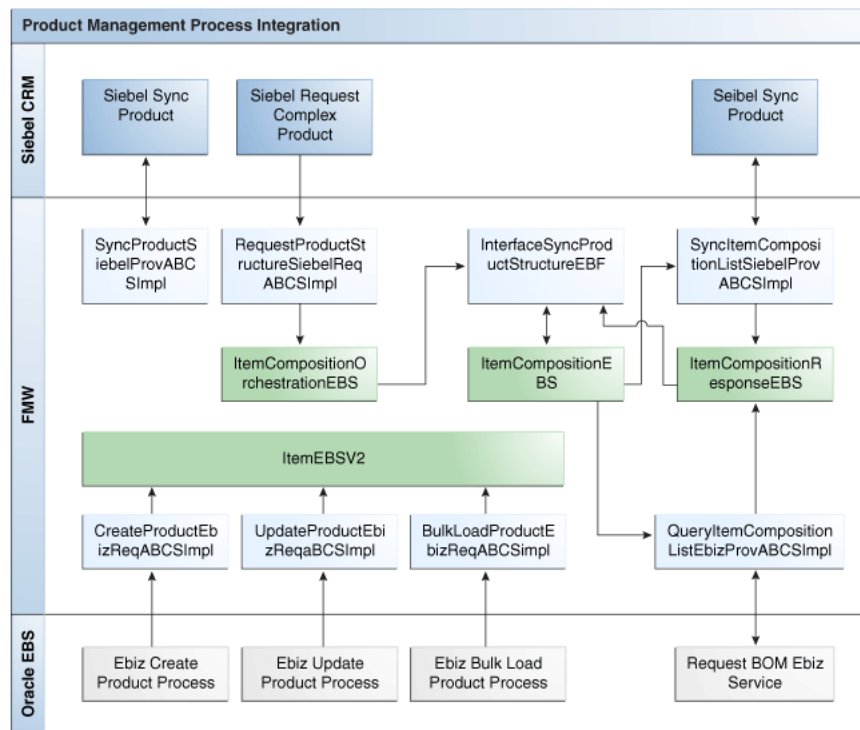 Product Management Process Integration
Siebel CRM
Siebel Sync
Product
Siebel Request
Complex
Product
Seibel Sync
Product
FMW
SyncProductS
iebelProvABC
SImpl
RequestProductSt
ructureSiebelReq
ABCSImpl
InterfaceSyncPro
ductStructureEBF
SyncItemComposi
tionListSiebelProv
ABCSImpl
ItemCompositionO
rchestrationEBS
ItemCompositionE
BS
ItemCompositionR
esponseEBS
ItemEBSV2
CreateProductEb
izReqABCSImpl
UpdateProductEbi
zReqaBCSImpl
BulkLoadProductE
bizReqABCSimpl
QueryItemComposition
ListEbizProvABCSImpl
Oracle EBS
Ebiz Create
Product Process
Ebiz Update
Product Process
Ebiz Bulk Load
Product Process
Request BOM Ebiz
Service